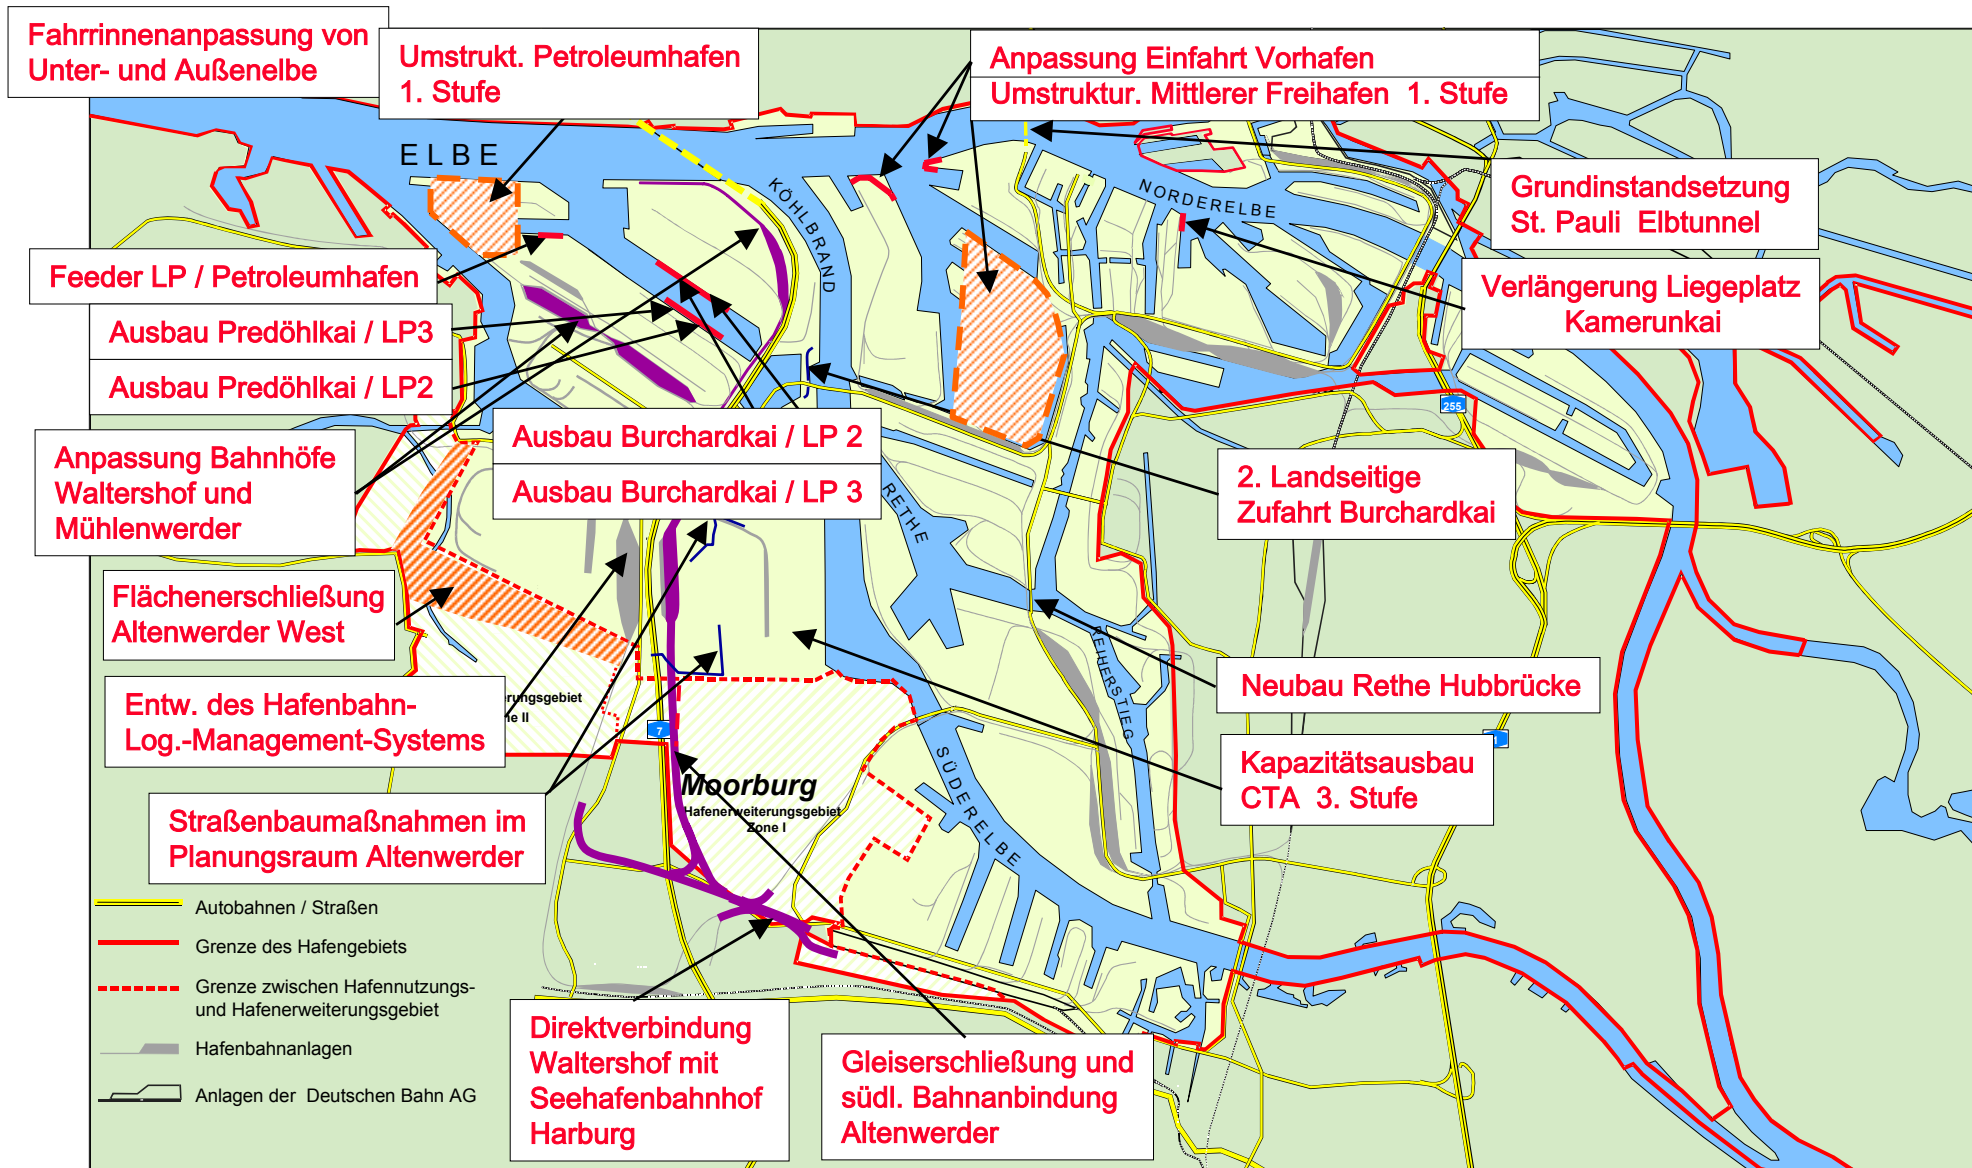 Fahrrinnenanpassung von
Unter- und Außenelbe
Umstrukt. Petroleumhafen
1. Stufe
Anpassung Einfahrt Vorhafen
Umstruktur. Mittlerer Freihafen 1. Stufe
ELBE
KÖHLBRAND
NORDERELBE
Grundinstandsetzung
St. Pauli Elbtunnel
Feeder LP / Petroleumhafen
Verlängerung Liegeplatz
Kamerunkai
Ausbau Predöhlkai / LP3
Ausbau Predöhlkai / LP2
255
Ausbau Burchardkai / LP 2
Ausbau Burchardkai / LP 3
Anpassung Bahnhöfe
Waltershof und
Mühlenwerder
2. Landseitige
Zufahrt Burchardkai
RETHE
Flächenerschließung
Altenwerder West
REIHERSTIEG
Neubau Rethe Hubbrücke
Entw. des Hafenbahn-
Log.-Management-Systems
erungsgebiet
ne II
7
Kapazitätsausbau
CTA 3. Stufe
SÜDERELBE
Moorburg
Hafenerweiterungsgebiet
Zone I
Straßenbaumaßnahmen im
Planungsraum Altenwerder
Autobahnen / Straßen
Grenze des Hafengebiets
Grenze zwischen Hafennutzungs-
und Hafenerweiterungsgebiet
Hafenbahnanlagen
Anlagen der Deutschen Bahn AG
Direktverbindung
Waltershof mit
Seehafenbahnhof
Harburg
Gleiserschließung und
südl. Bahnanbindung
Altenwerder